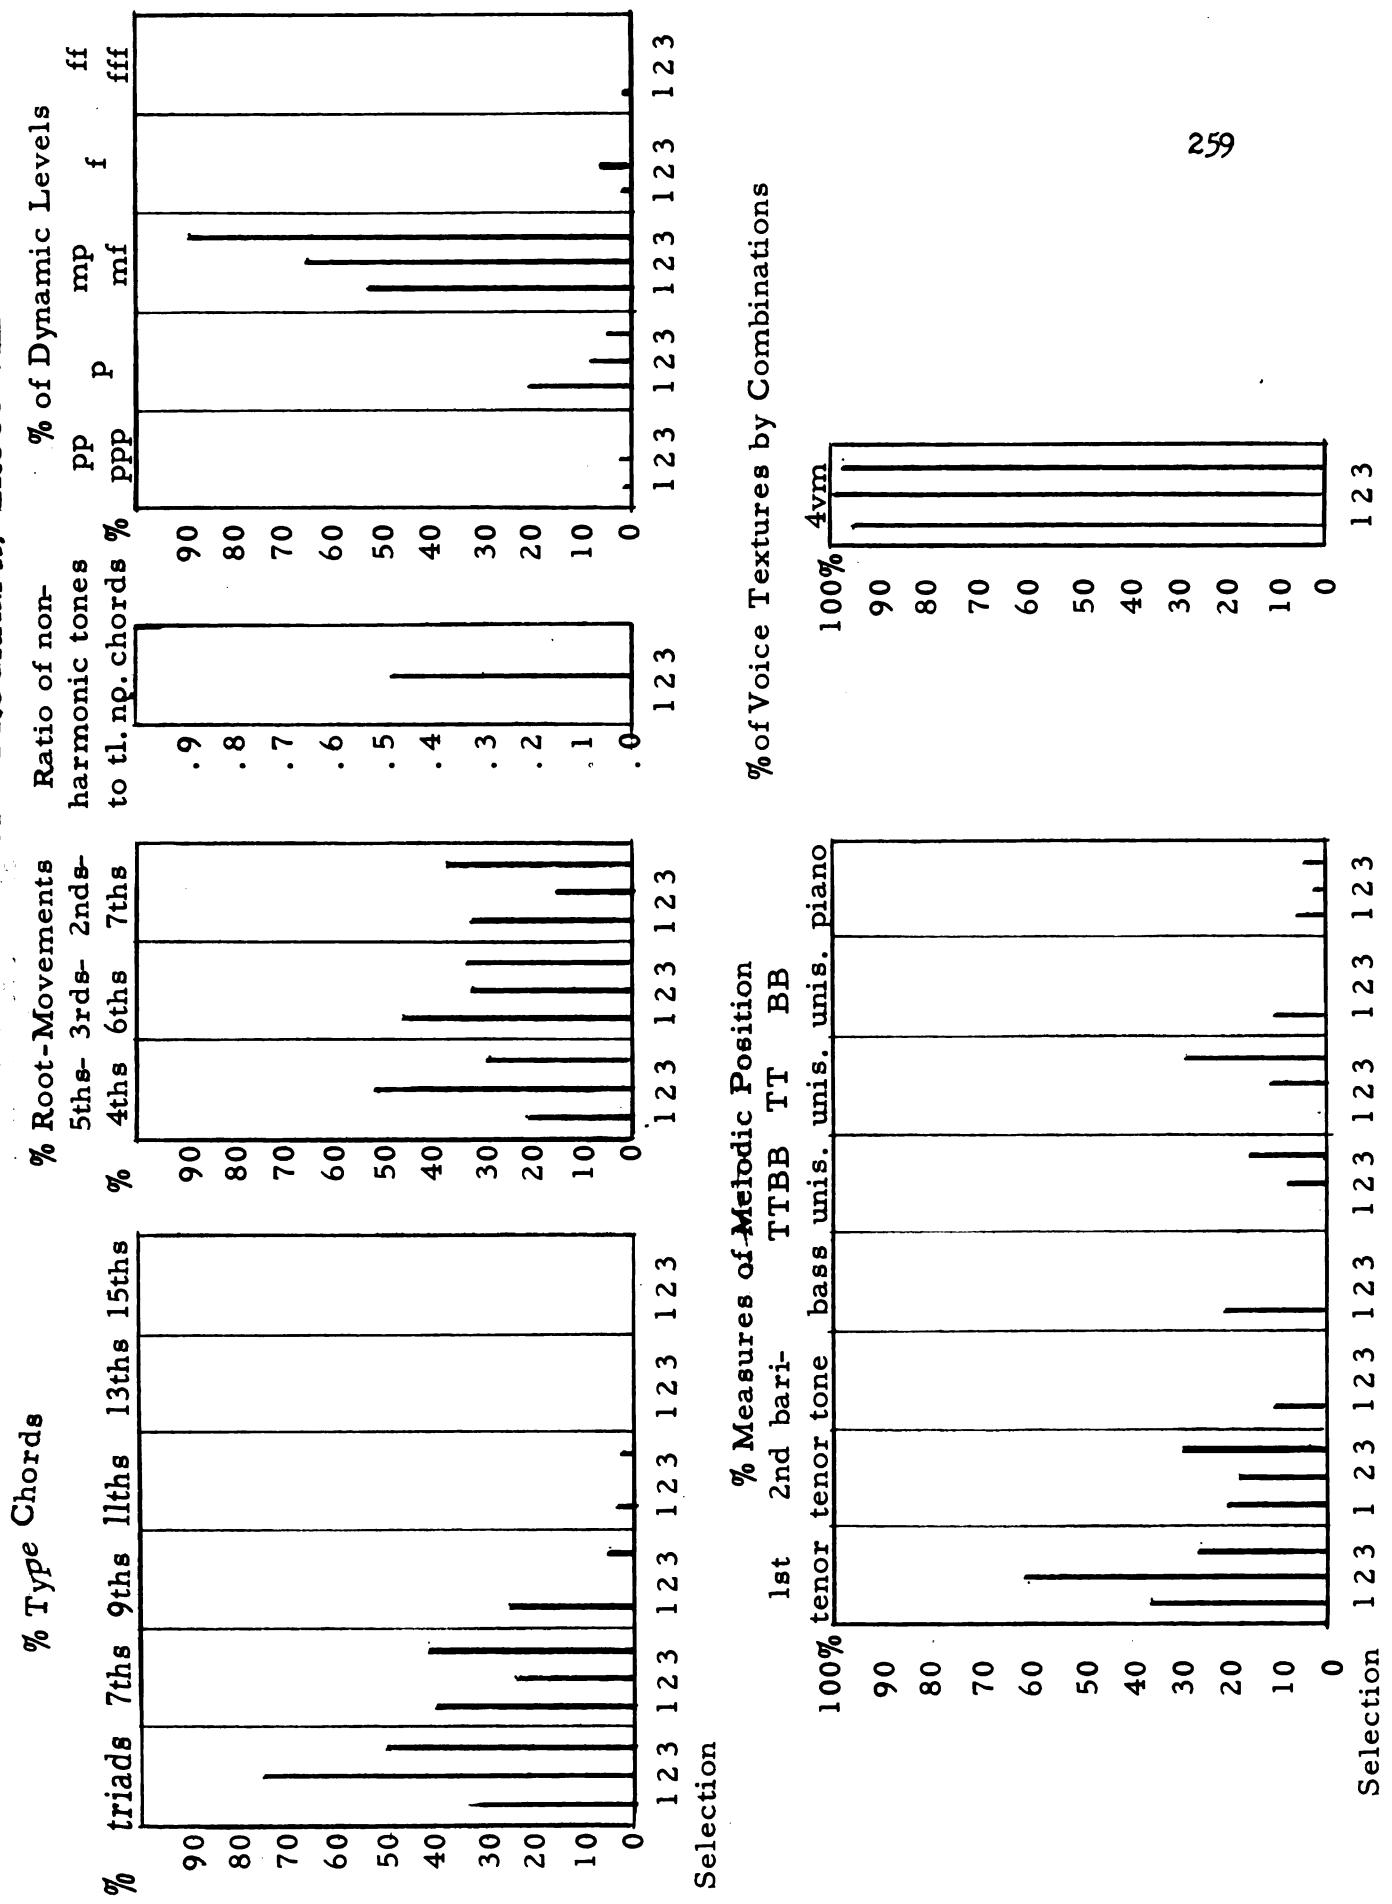 % Type Chords
% triads 7ths 9ths 11ths 13ths 15ths
90
80
70
60
50
40
30
20
10
0
1 2 3 1 2 3 1 2 3 1 2 3 1 2 3 1 2 3
Selection
% Root-Movements
5ths- 3rds- 2nds-
% 4ths 6ths 7ths
90
80
70
60
50
40
30
20
10
0
1 2 3 1 2 3 1 2 3
Ratio of non-
harmonic tones
to tl. no. chords
.9
.8
.7
.6
.5
.4
.3
.2
.1
.0
1 2 3
% of Dynamic Levels
pp p mp f ff
% ppp mf fff
90
80
70
60
50
40
30
20
10
0
1 2 3 1 2 3 1 2 3 1 2 3 1 2 3
% Measures of Melodic Position
1st 2nd bari- TTBB TT BB
100% tenor tenor tone bass unis. unis. unis. piano
90
80
70
60
50
40
30
20
10
0
1 2 3 1 2 3 1 2 3 1 2 3 1 2 3 1 2 3 1 2 3 1 2 3
Selection
% of Voice Textures by Combinations
100% 4vm
90
80
70
60
50
40
30
20
10
0
1 2 3
259